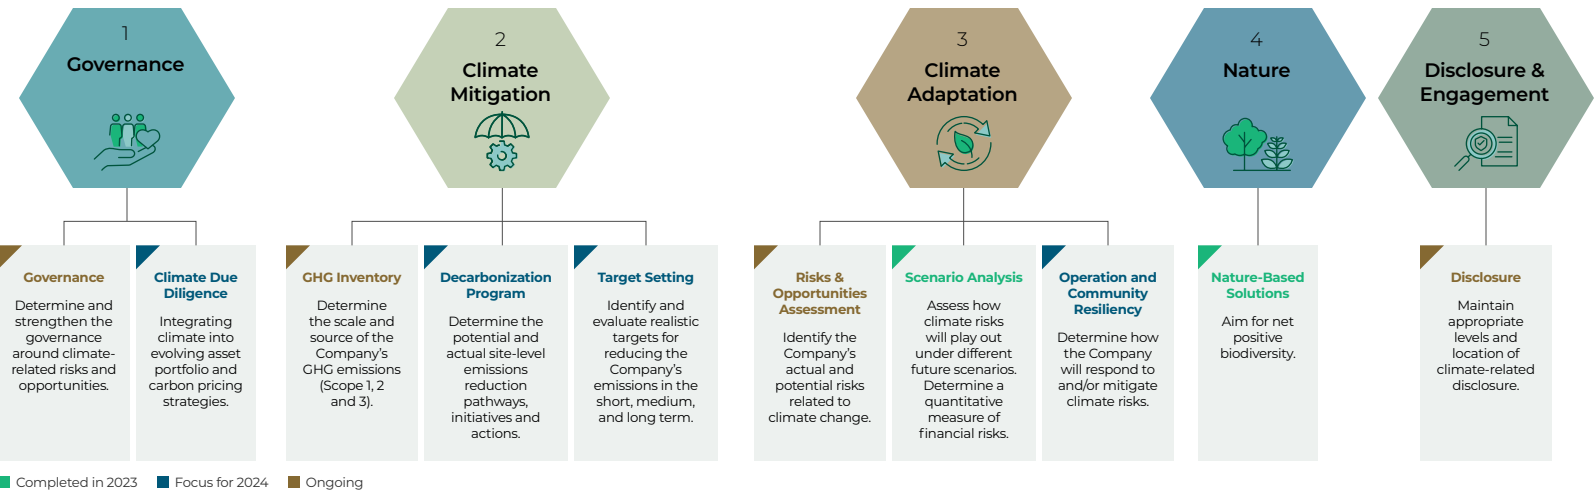 1
Governance
2
Climate
Mitigation
3
Climate
Adaptation
4
Nature
5
Disclosure &
Engagement
Governance
Determine and
strengthen the
governance
around climate-
related risks and
opportunities.
Climate Due
Diligence
Integrating
climate into
evolving asset
portfolio and
carbon pricing
strategies.
GHG Inventory
Determine
the scale and
source of the
Company's
GHG emissions
(Scope 1, 2
and 3).
Decarbonization
Program
Determine the
potential and
actual site-level
emissions
reduction
pathways,
initiatives and
actions.
Target Setting
Identify and
evaluate realistic
targets for
reducing the
Company's
emissions in the
short, medium,
and long term.
Risks &
Opportunities
Assessment
Identify the
Company's
actual and
potential risks
related to
climate change.
Scenario Analysis
Assess how
climate risks
will play out
under different
future scenarios.
Determine a
quantitative
measure of
financial risks.
Operation and
Community
Resiliency
Determine how
the Company
will respond to
and/or mitigate
climate risks.
Nature-Based
Solutions
Aim for net
positive
biodiversity.
Disclosure
Maintain
appropriate
levels and
location of
climate-related
disclosure.
Completed in 2023
Focus for 2024
Ongoing